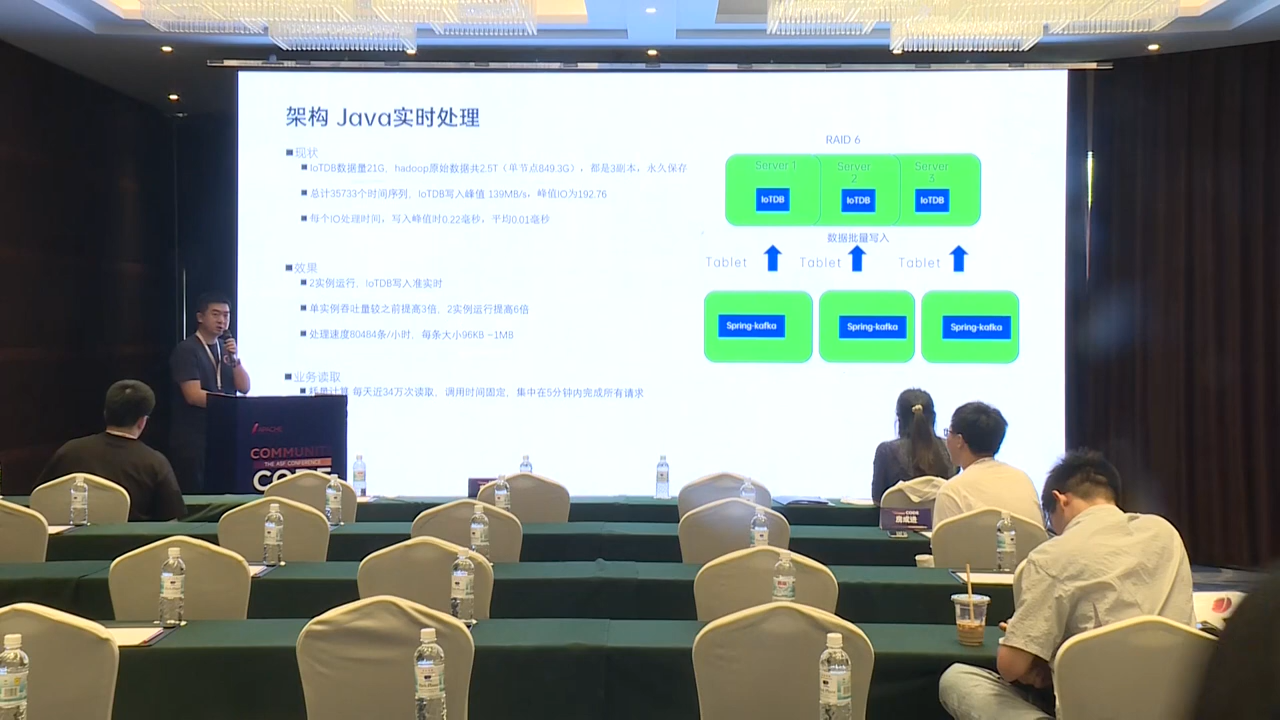 架构 Java实时处理
现状
IoTDB数据量21G，hadoop原始数据共2.5T（单节点849.3G），都是3副本，永久保存
总计35733个时间序列，IoTDB写入峰值 139MB/s，峰值IO为192.76
每个IO处理时间，写入峰值时0.22毫秒，平均0.01毫秒
效果
2实例运行，IoTDB写入准实时
单实例吞吐量较之前提高3倍，2实例运行提高6倍
处理速度80484条/小时，每条大小96KB ~1MB
业务读取
耗量计算 每天近34万次读取，调用时间固定，集中在5分钟内完成所有请求
RAID 6
Server 1
Server 2
Server 3
IoTDB
IoTDB
IoTDB
数据批量写入
Tablet
Tablet
Tablet
Spring-kafka
Spring-kafka
Spring-kafka
APACHE
COMMUNIT
THE ASF CONFERENCE
CODE